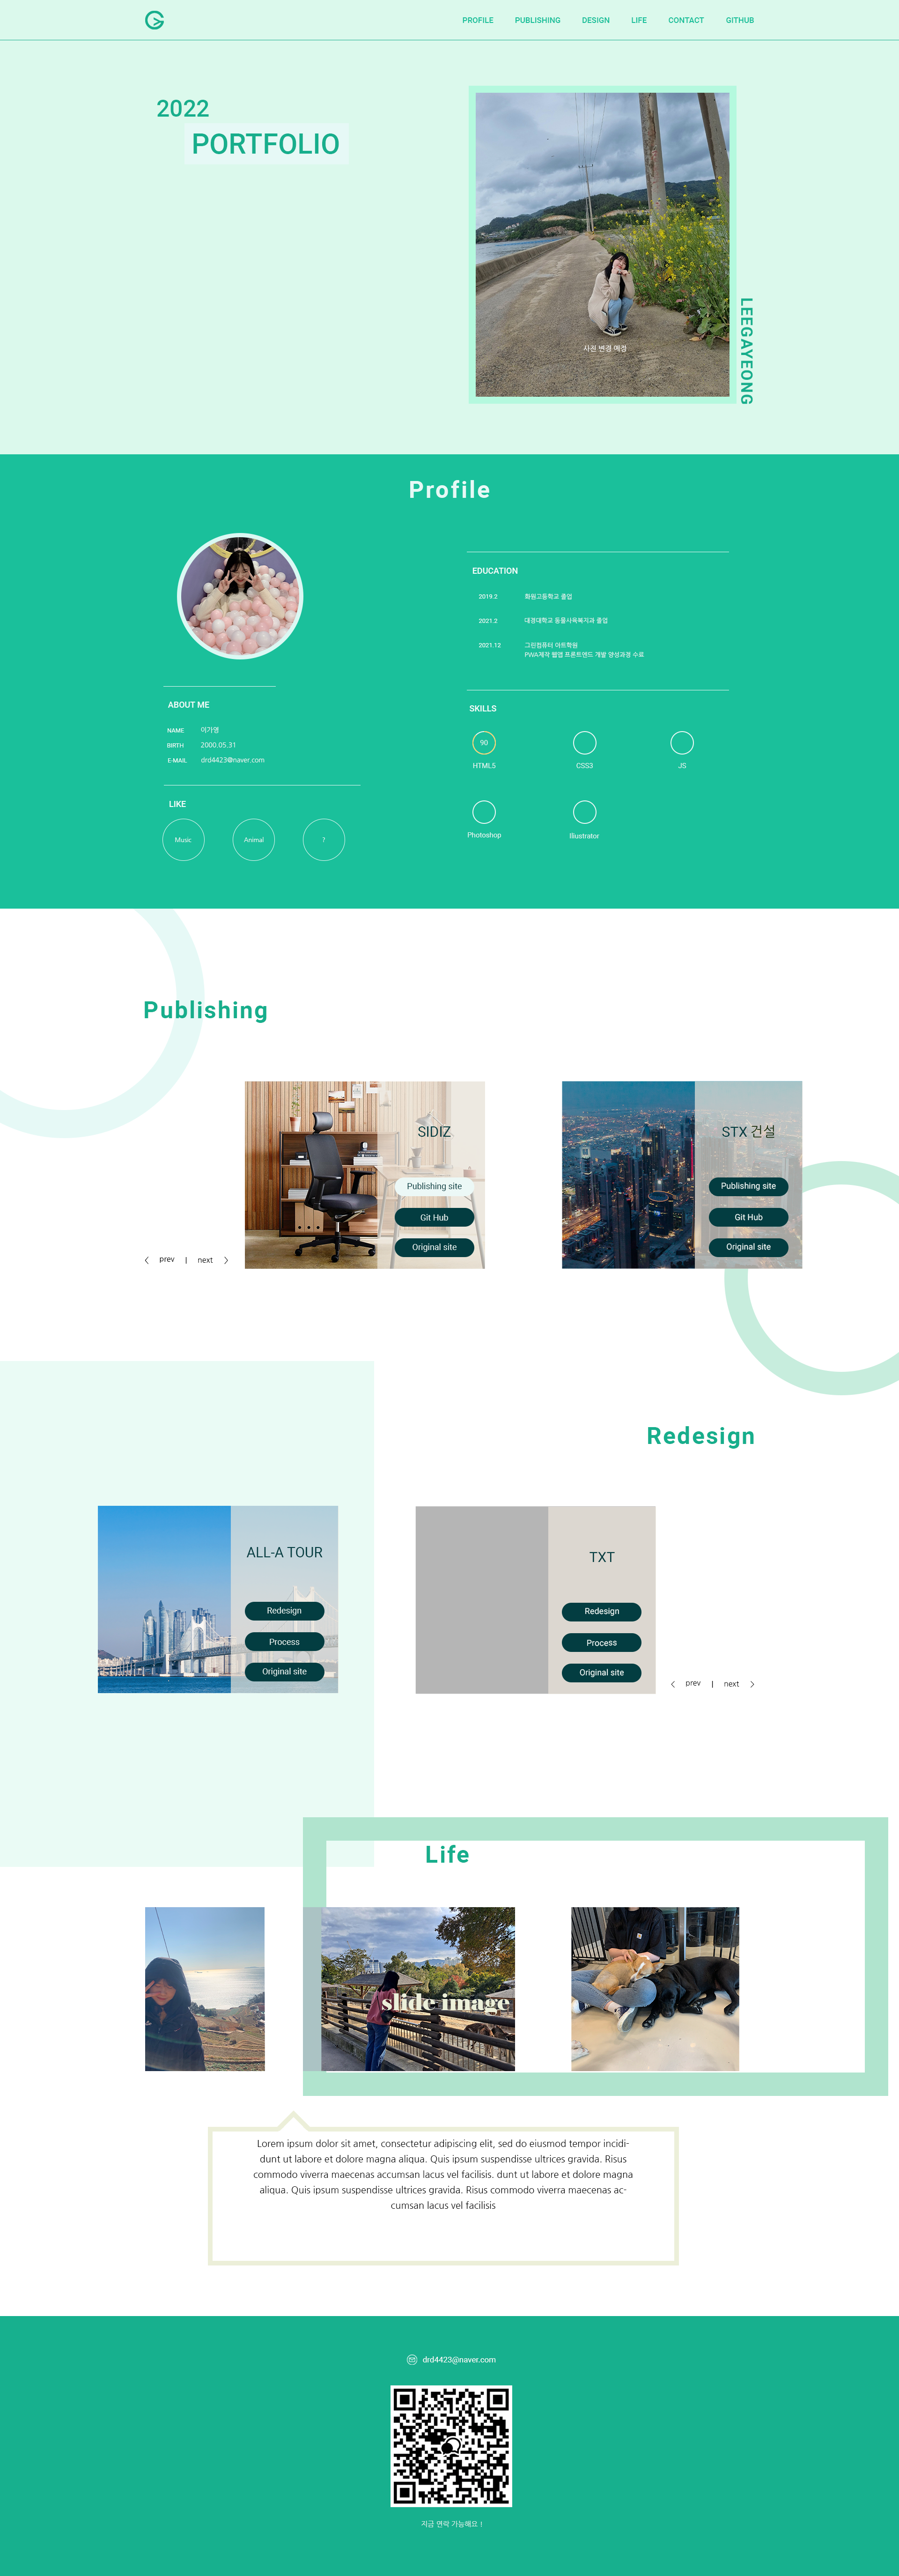 PROFILE PUBLISHING DESIGN LIFE CONTACT GITHUB
2022
PORTFOLIO
사진 변경 예정
LEEGAYEONG
Profile
ABOUT ME
NAME 이가영
BIRTH 2000.05.31
E-MAIL drd4423@naver.com
LIKE
Music Animal ?
EDUCATION
2019.2 화원고등학교 졸업
2021.2 대경대학교 동물사육복지과 졸업
2021.12 그린컴퓨터 아트학원
PWA제작 웹앱 프론트엔드 개발 양성과정 수료
SKILLS
90
HTML5 CSS3 JS
Photoshop Illustrator
Publishing
SIDIZ
Publishing site
Git Hub
Original site
STX 건설
Publishing site
Git Hub
Original site
prev | next
Redesign
ALL-A TOUR
Redesign
Process
Original site
TXT
Redesign
Process
Original site
prev | next
Life
slide image
Lorem ipsum dolor sit amet, consectetur adipiscing elit, sed do eiusmod tempor incidi-
dunt ut labore et dolore magna aliqua. Quis ipsum suspendisse ultrices gravida. Risus
commodo viverra maecenas accumsan lacus vel facilisis. dunt ut labore et dolore magna
aliqua. Quis ipsum suspendisse ultrices gravida. Risus commodo viverra maecenas ac-
cumsan lacus vel facilisis
drd4423@naver.com
지금 연락 가능해요 !